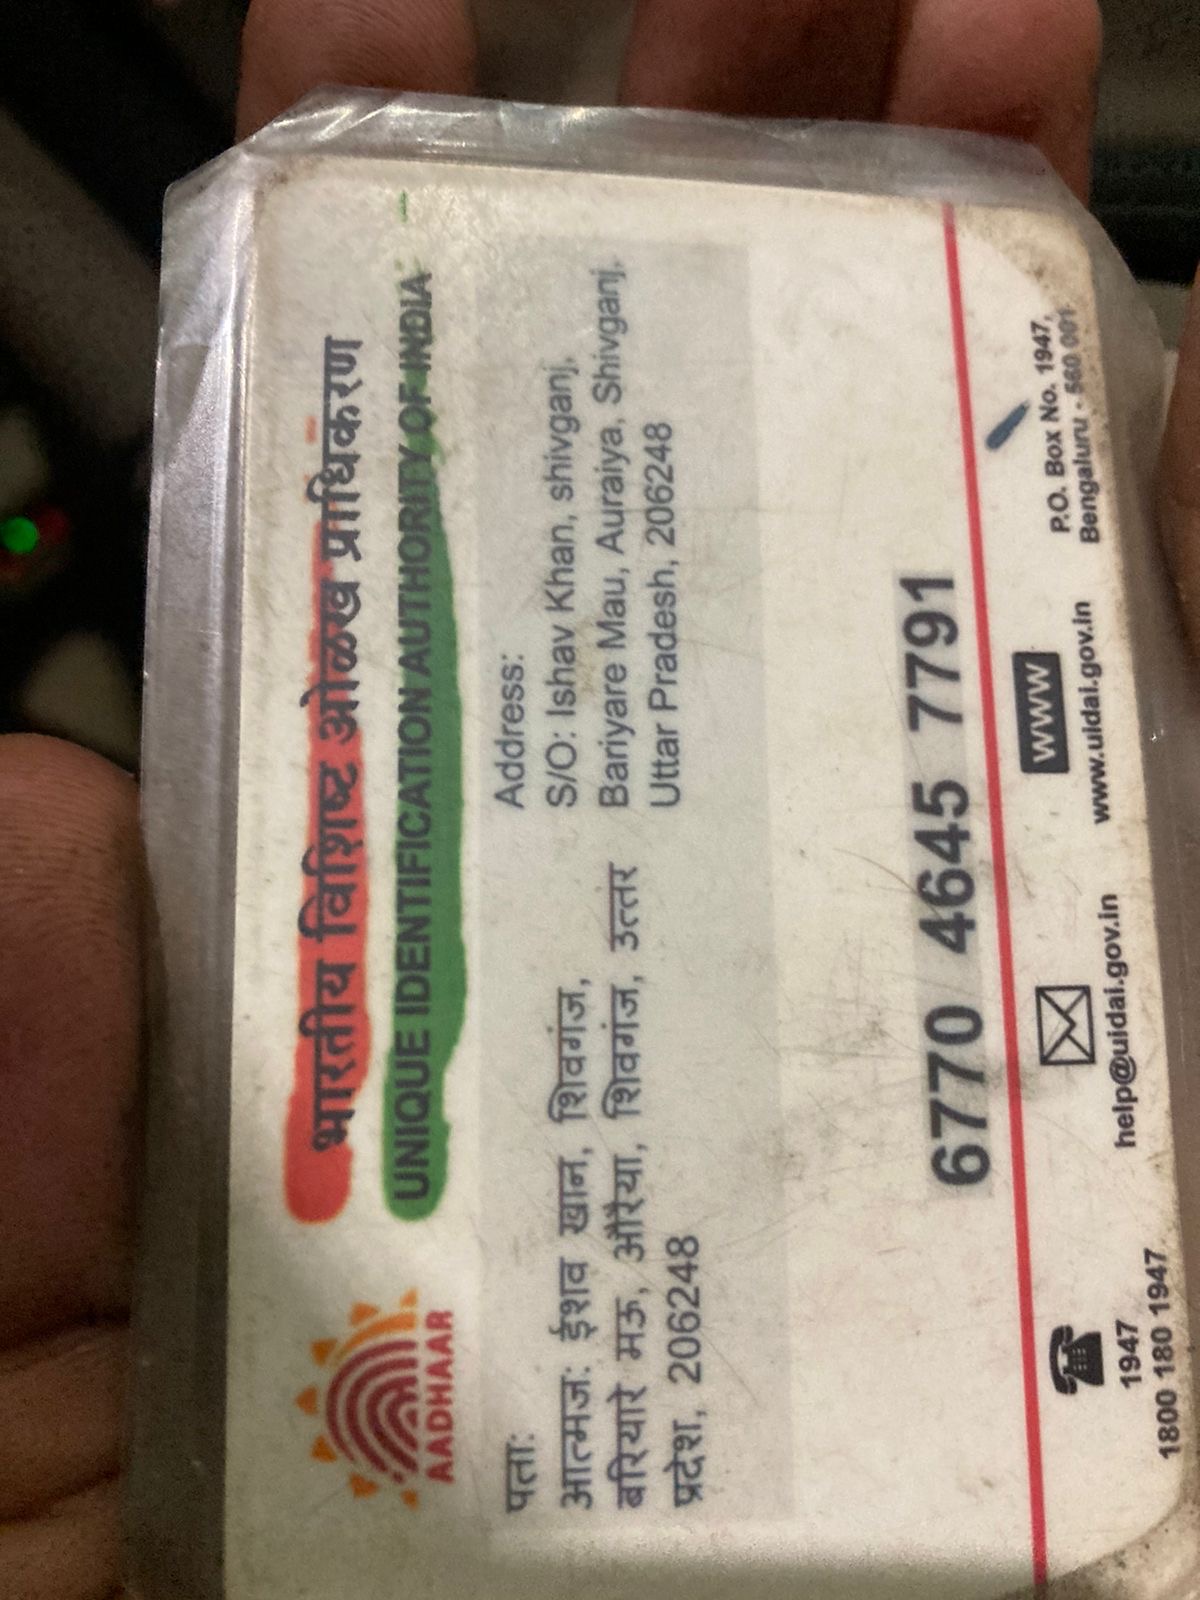 भारतीय विशिष्ट ओळख प्राधिकरण
UNIQUE IDENTIFICATION AUTHORITY OF INDIA
AADHAAR
पता:
आत्मज: ईशव खान, शिवगंज,
बरियारे मऊ, औरैया, शिवगंज, उत्तर
प्रदेश, 206248
Address:
S/O: Ishav Khan, shivganj,
Bariyare Mau, Auraiya, Shivganj,
Uttar Pradesh, 206248
6770 4645 7791
1947
1800 180 1947
help@uidai.gov.in
www
www.uidai.gov.in
P.O. Box No. 1947,
Bengaluru - 560 001